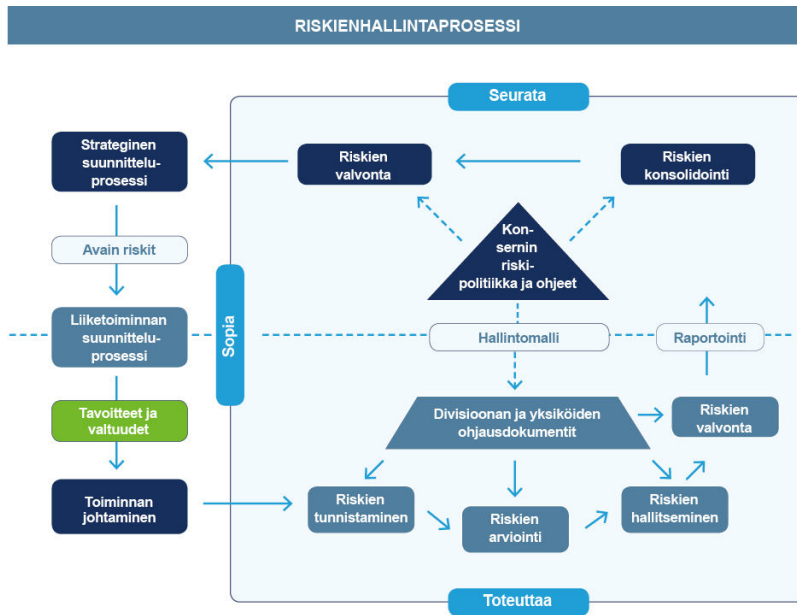 RISKIENHALLINTAPROSESSI
Seurata
Strateginen
suunnittelu-
prosessi
Riskien
valvonta
Riskien
konsolidointi
Avain riskit
Kon-
sernin
riski-
politiikka ja ohjeet
Sopia
Liiketoiminnan
suunnittelu-
prosessi
Hallintomalli
Raportointi
Tavoitteet ja
valtuudet
Divisioonan ja yksiköiden
ohjausdokumentit
Riskien
valvonta
Toiminnan
johtaminen
Riskien
tunnistaminen
Riskien
arviointi
Riskien
hallitseminen
Toteuttaa